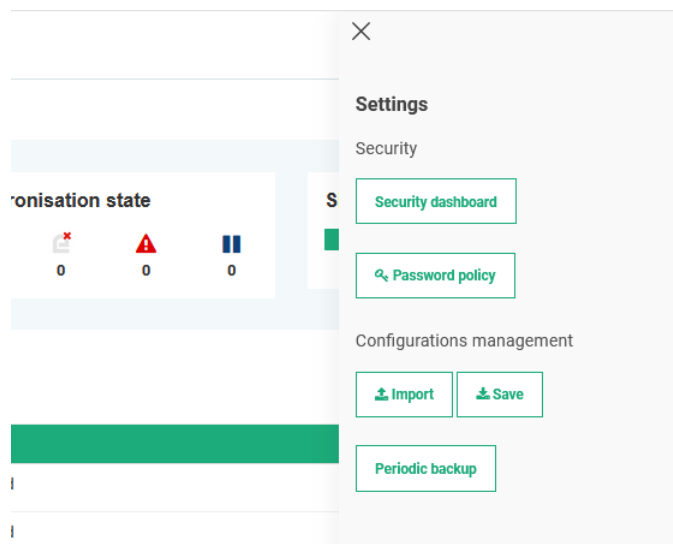 Settings
Security
ronisation state
Security dashboard
0 0 0
Password policy
Configurations management
Import Save
Periodic backup